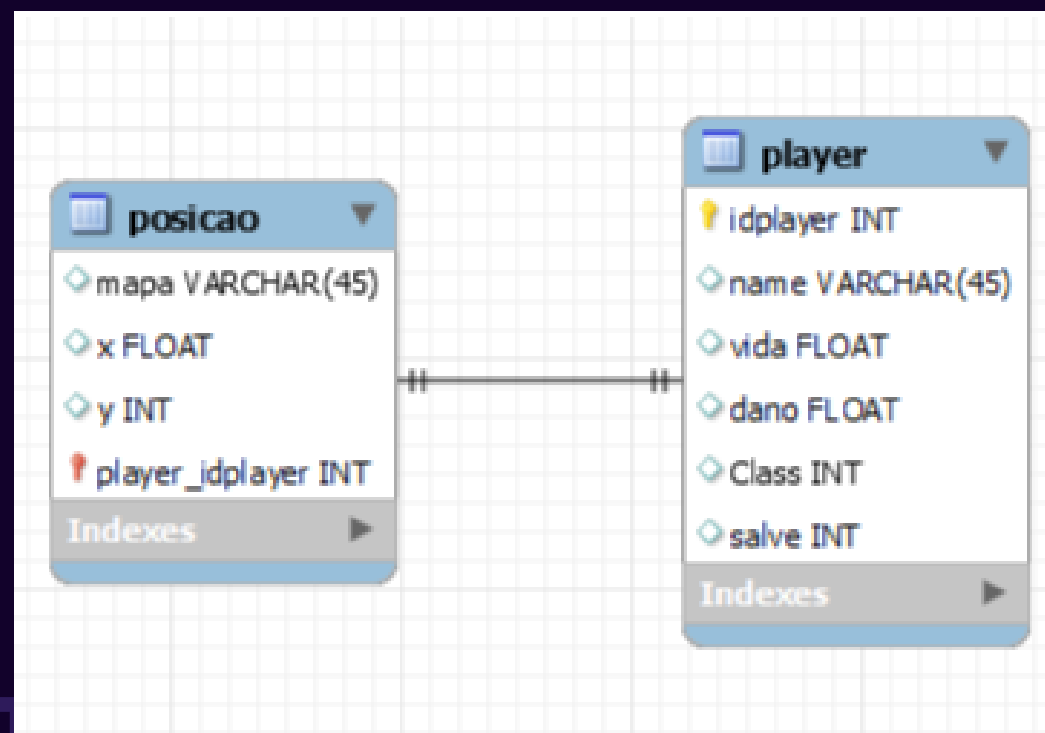 posicao
mapa VARCHAR(45)
x FLOAT
y INT
player_idplayer INT
Indexes
player
idplayer INT
name VARCHAR(45)
vida FLOAT
dano FLOAT
Class INT
salve INT
Indexes